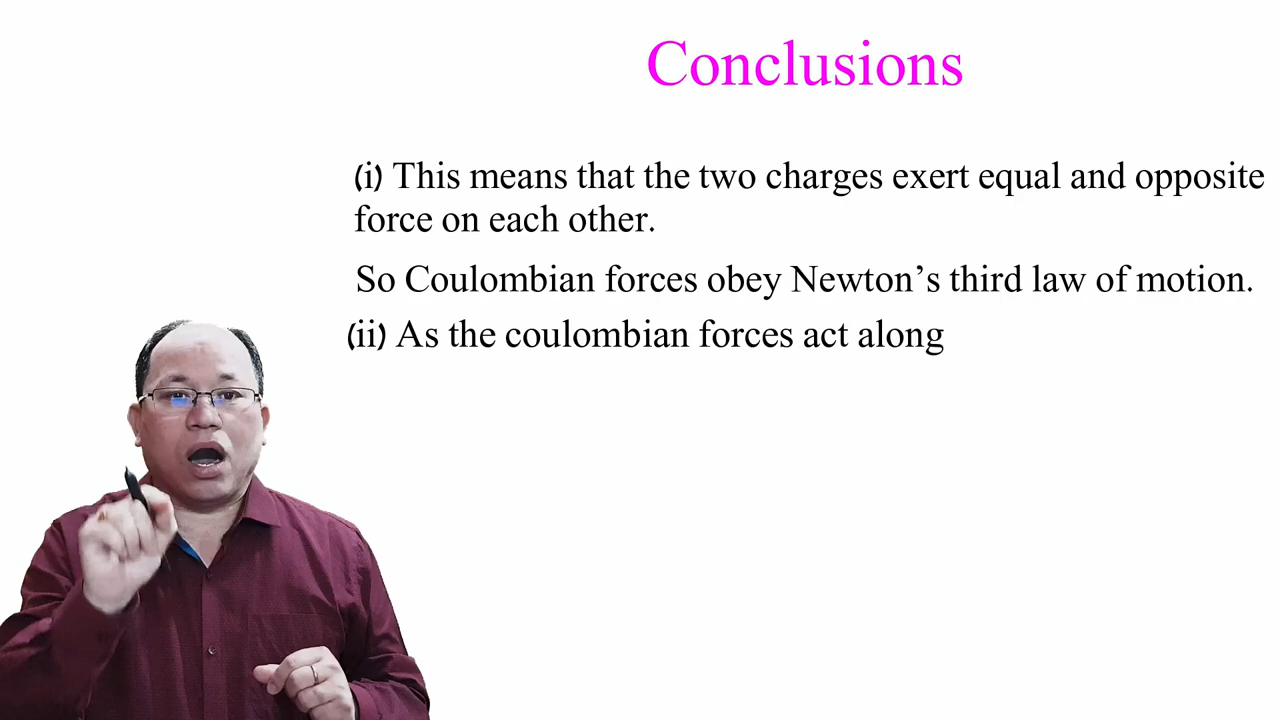 Conclusions
(i) This means that the two charges exert equal and opposite
force on each other.
So Coulombian forces obey Newton’s third law of motion.
(ii) As the coulombian forces act along